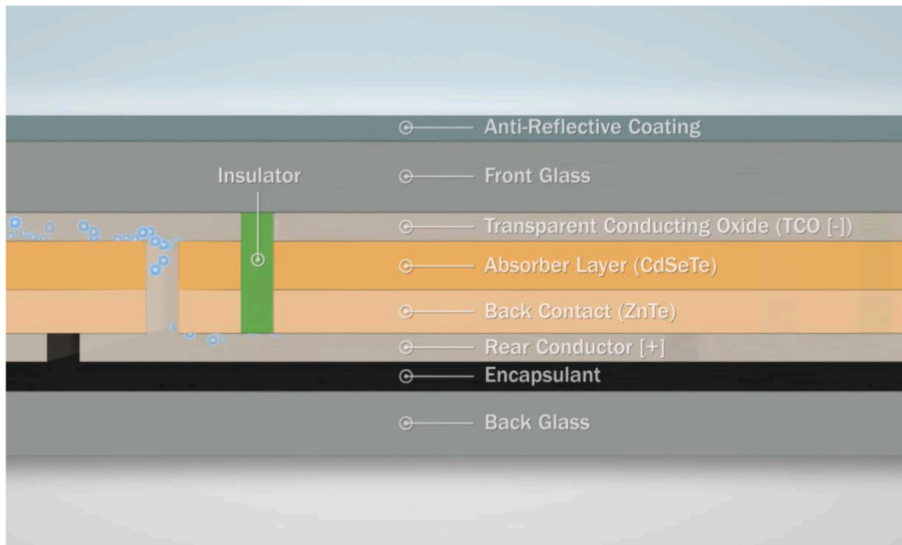 Anti-Reflective Coating
Insulator
Front Glass
Transparent Conducting Oxide (TCO [-])
Absorber Layer (CdSeTe)
Back Contact (ZnTe)
Rear Conductor [+]
Encapsulant
Back Glass